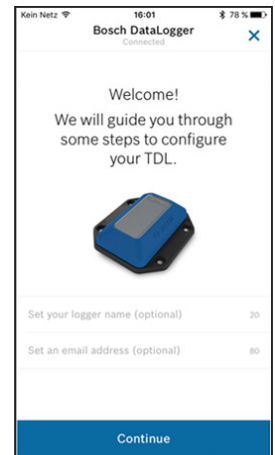 Kein Netz 16:01 78 %
Bosch DataLogger
Connected
Welcome!
We will guide you through
some steps to configure
your TDL.
Set your logger name (optional) 20
Set an email address (optional) 80
Continue